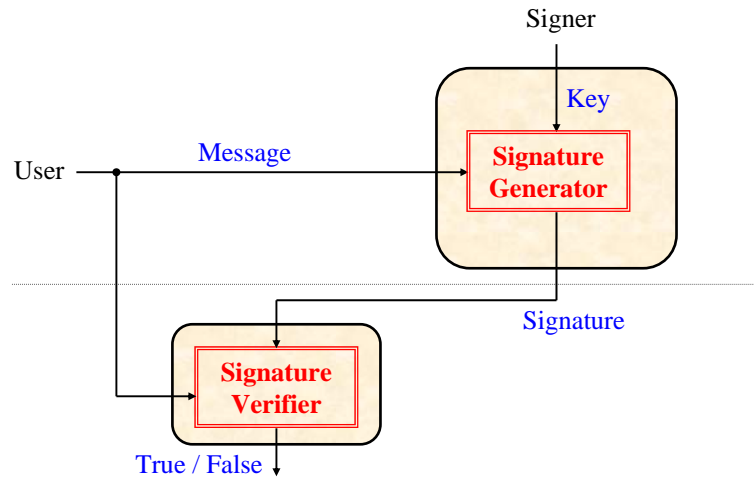 Signer
Key
Message
Signature
Generator
User
Signature
Signature
Verifier
True / False